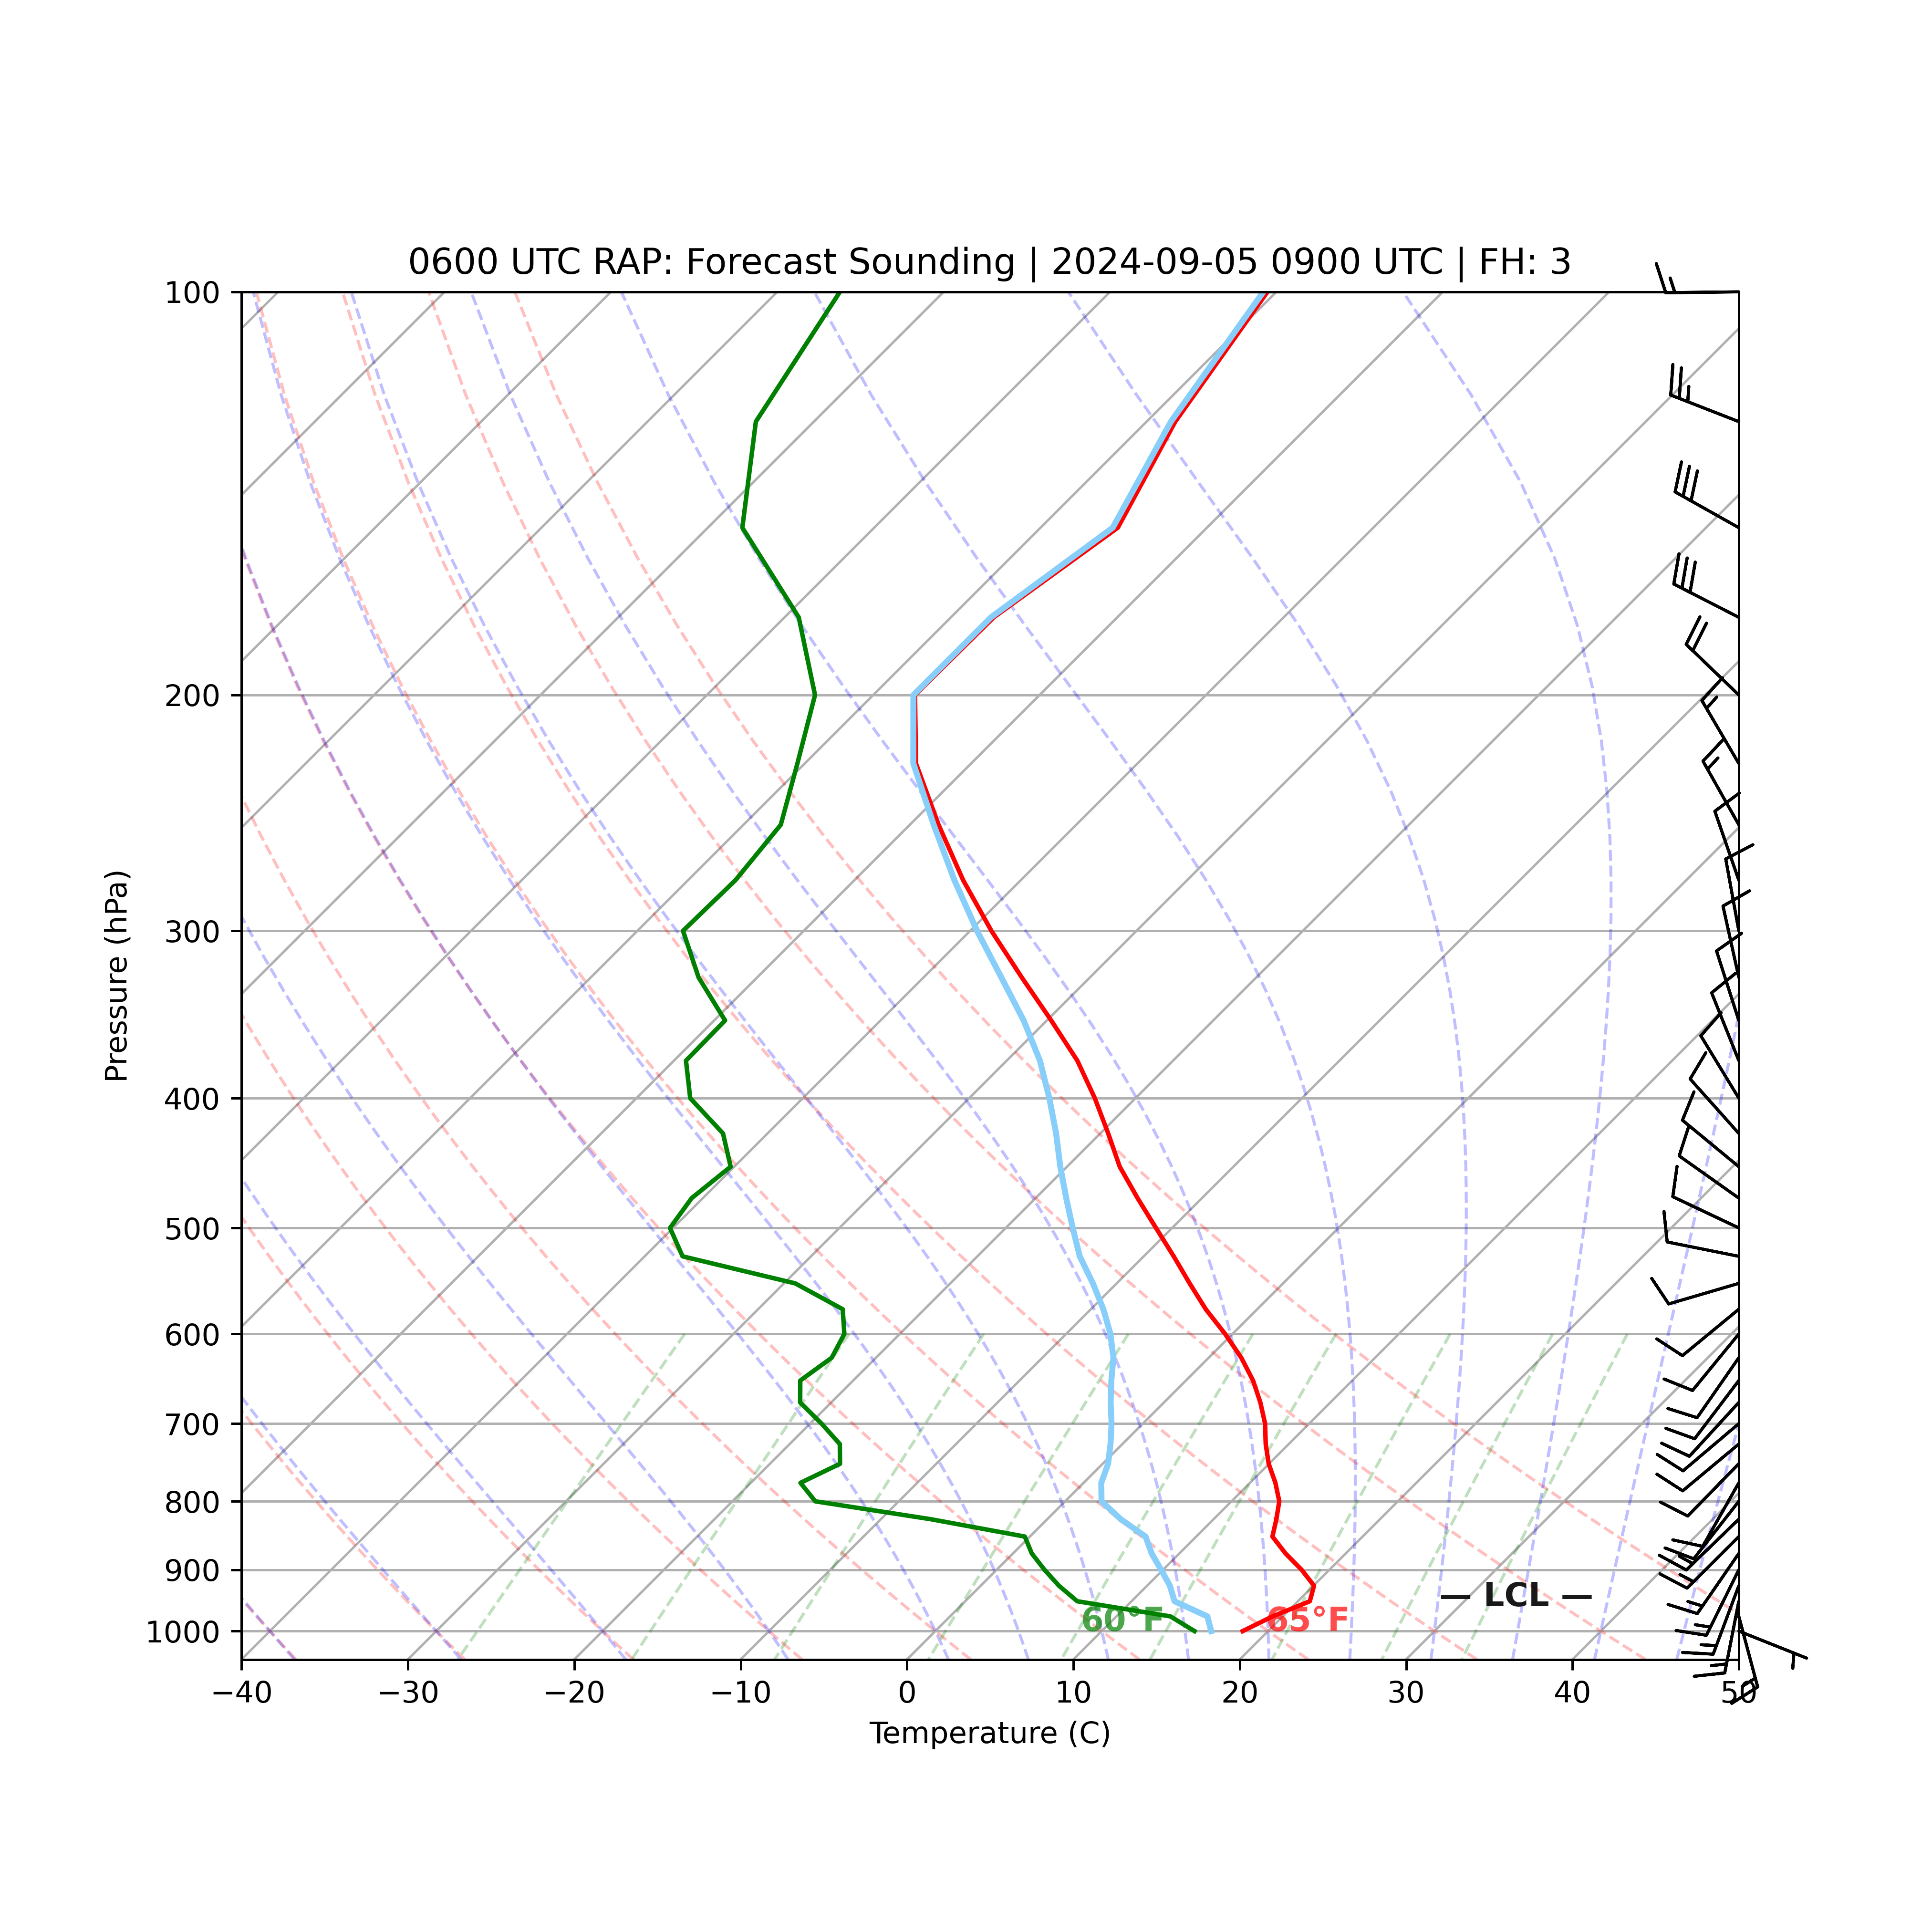 0600 UTC RAP: Forecast Sounding | 2024-09-05 0900 UTC | FH: 3
100
200
300
400
500
600
700
800
900
1000
Pressure (hPa)
— LCL —
60°F 65°F
−40 −30 −20 −10 0 10 20 30 40 50
Temperature (C)